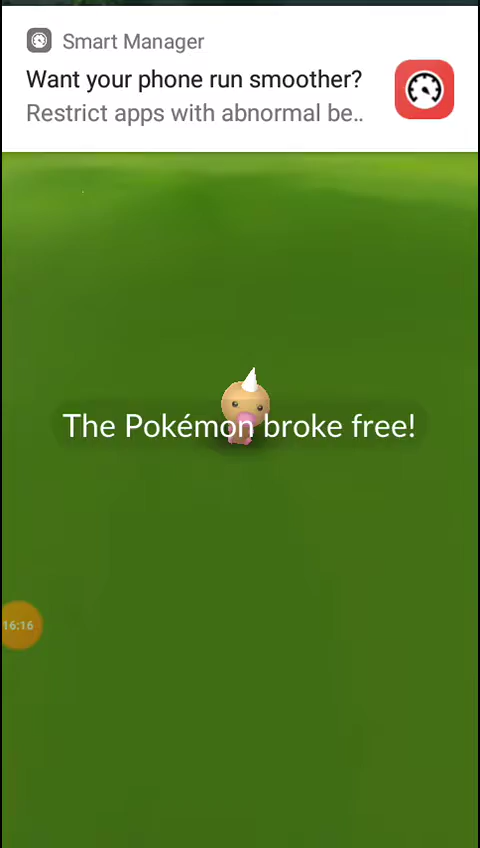 Smart Manager
Want your phone run smoother?
Restrict apps with abnormal be..
The Pokémon broke free!
16:16